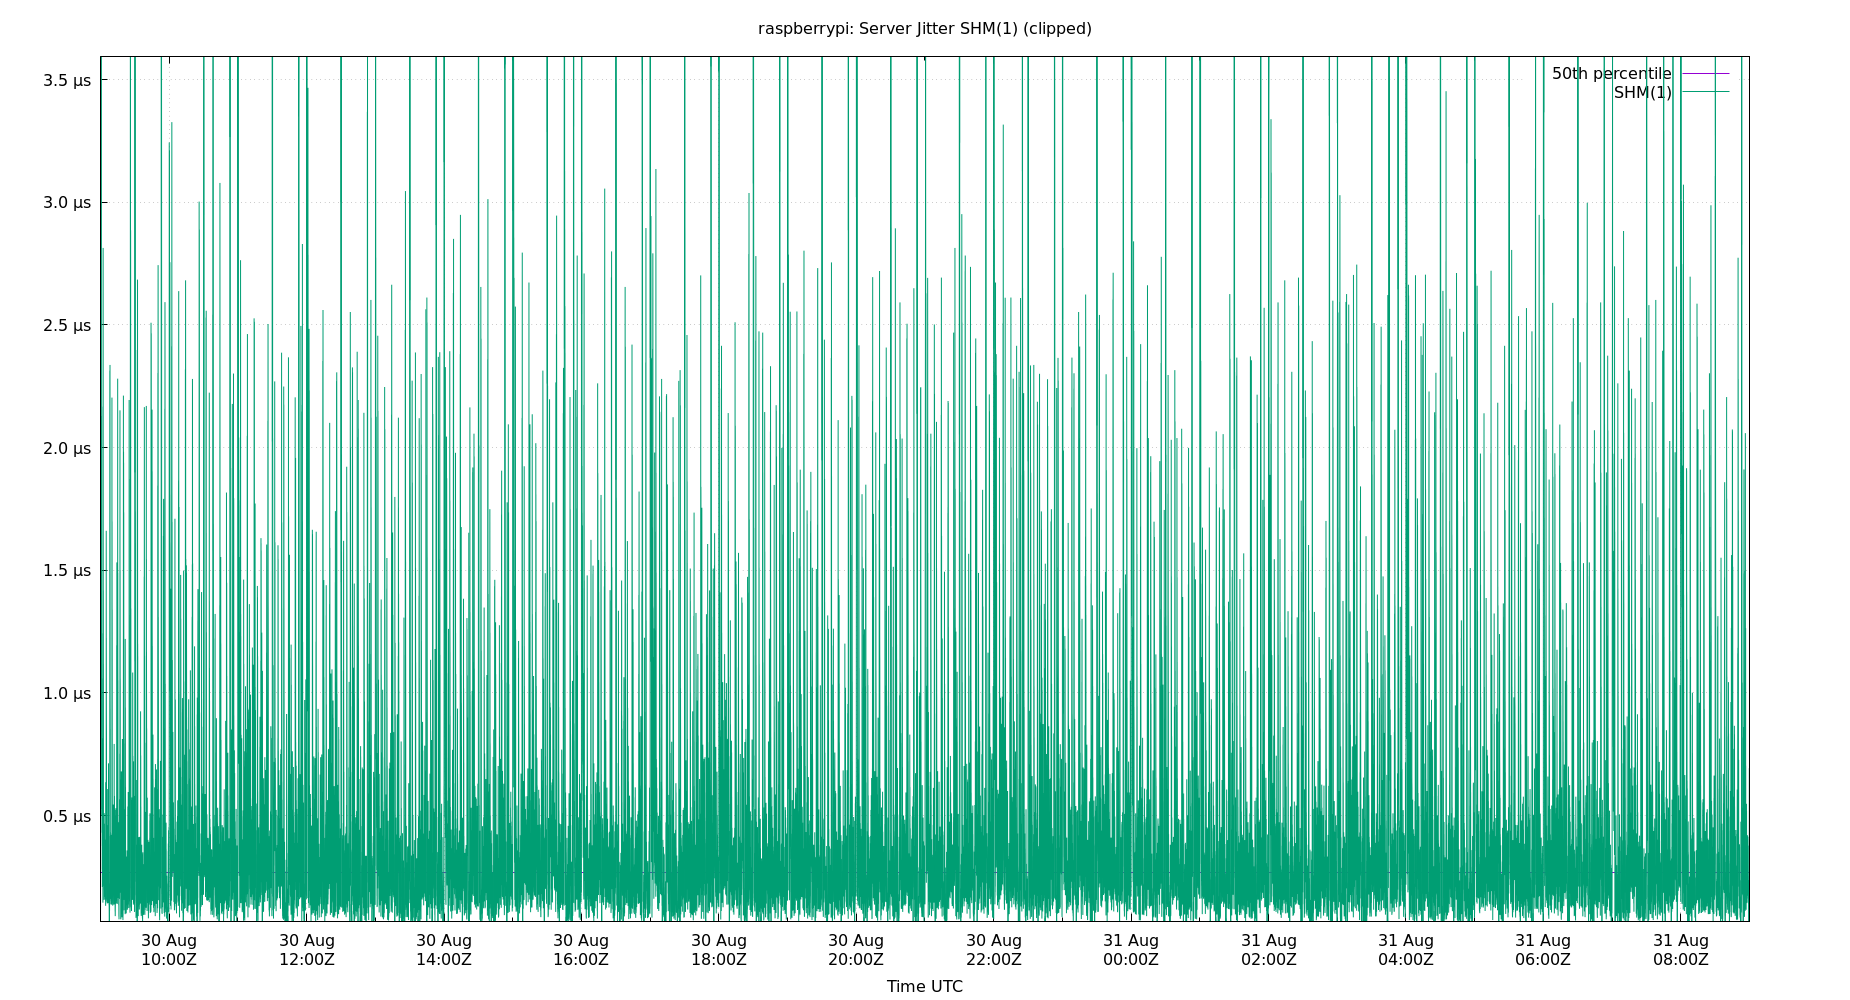 raspberrypi: Server Jitter SHM(1) (clipped)
50th percentile
SHM(1)
3.5 µs
3.0 µs
2.5 µs
2.0 µs
1.5 µs
1.0 µs
0.5 µs
30 Aug 30 Aug 30 Aug 30 Aug 30 Aug 30 Aug 30 Aug 31 Aug 31 Aug 31 Aug 31 Aug 31 Aug
10:00Z 12:00Z 14:00Z 16:00Z 18:00Z 20:00Z 22:00Z 00:00Z 02:00Z 04:00Z 06:00Z 08:00Z
Time UTC